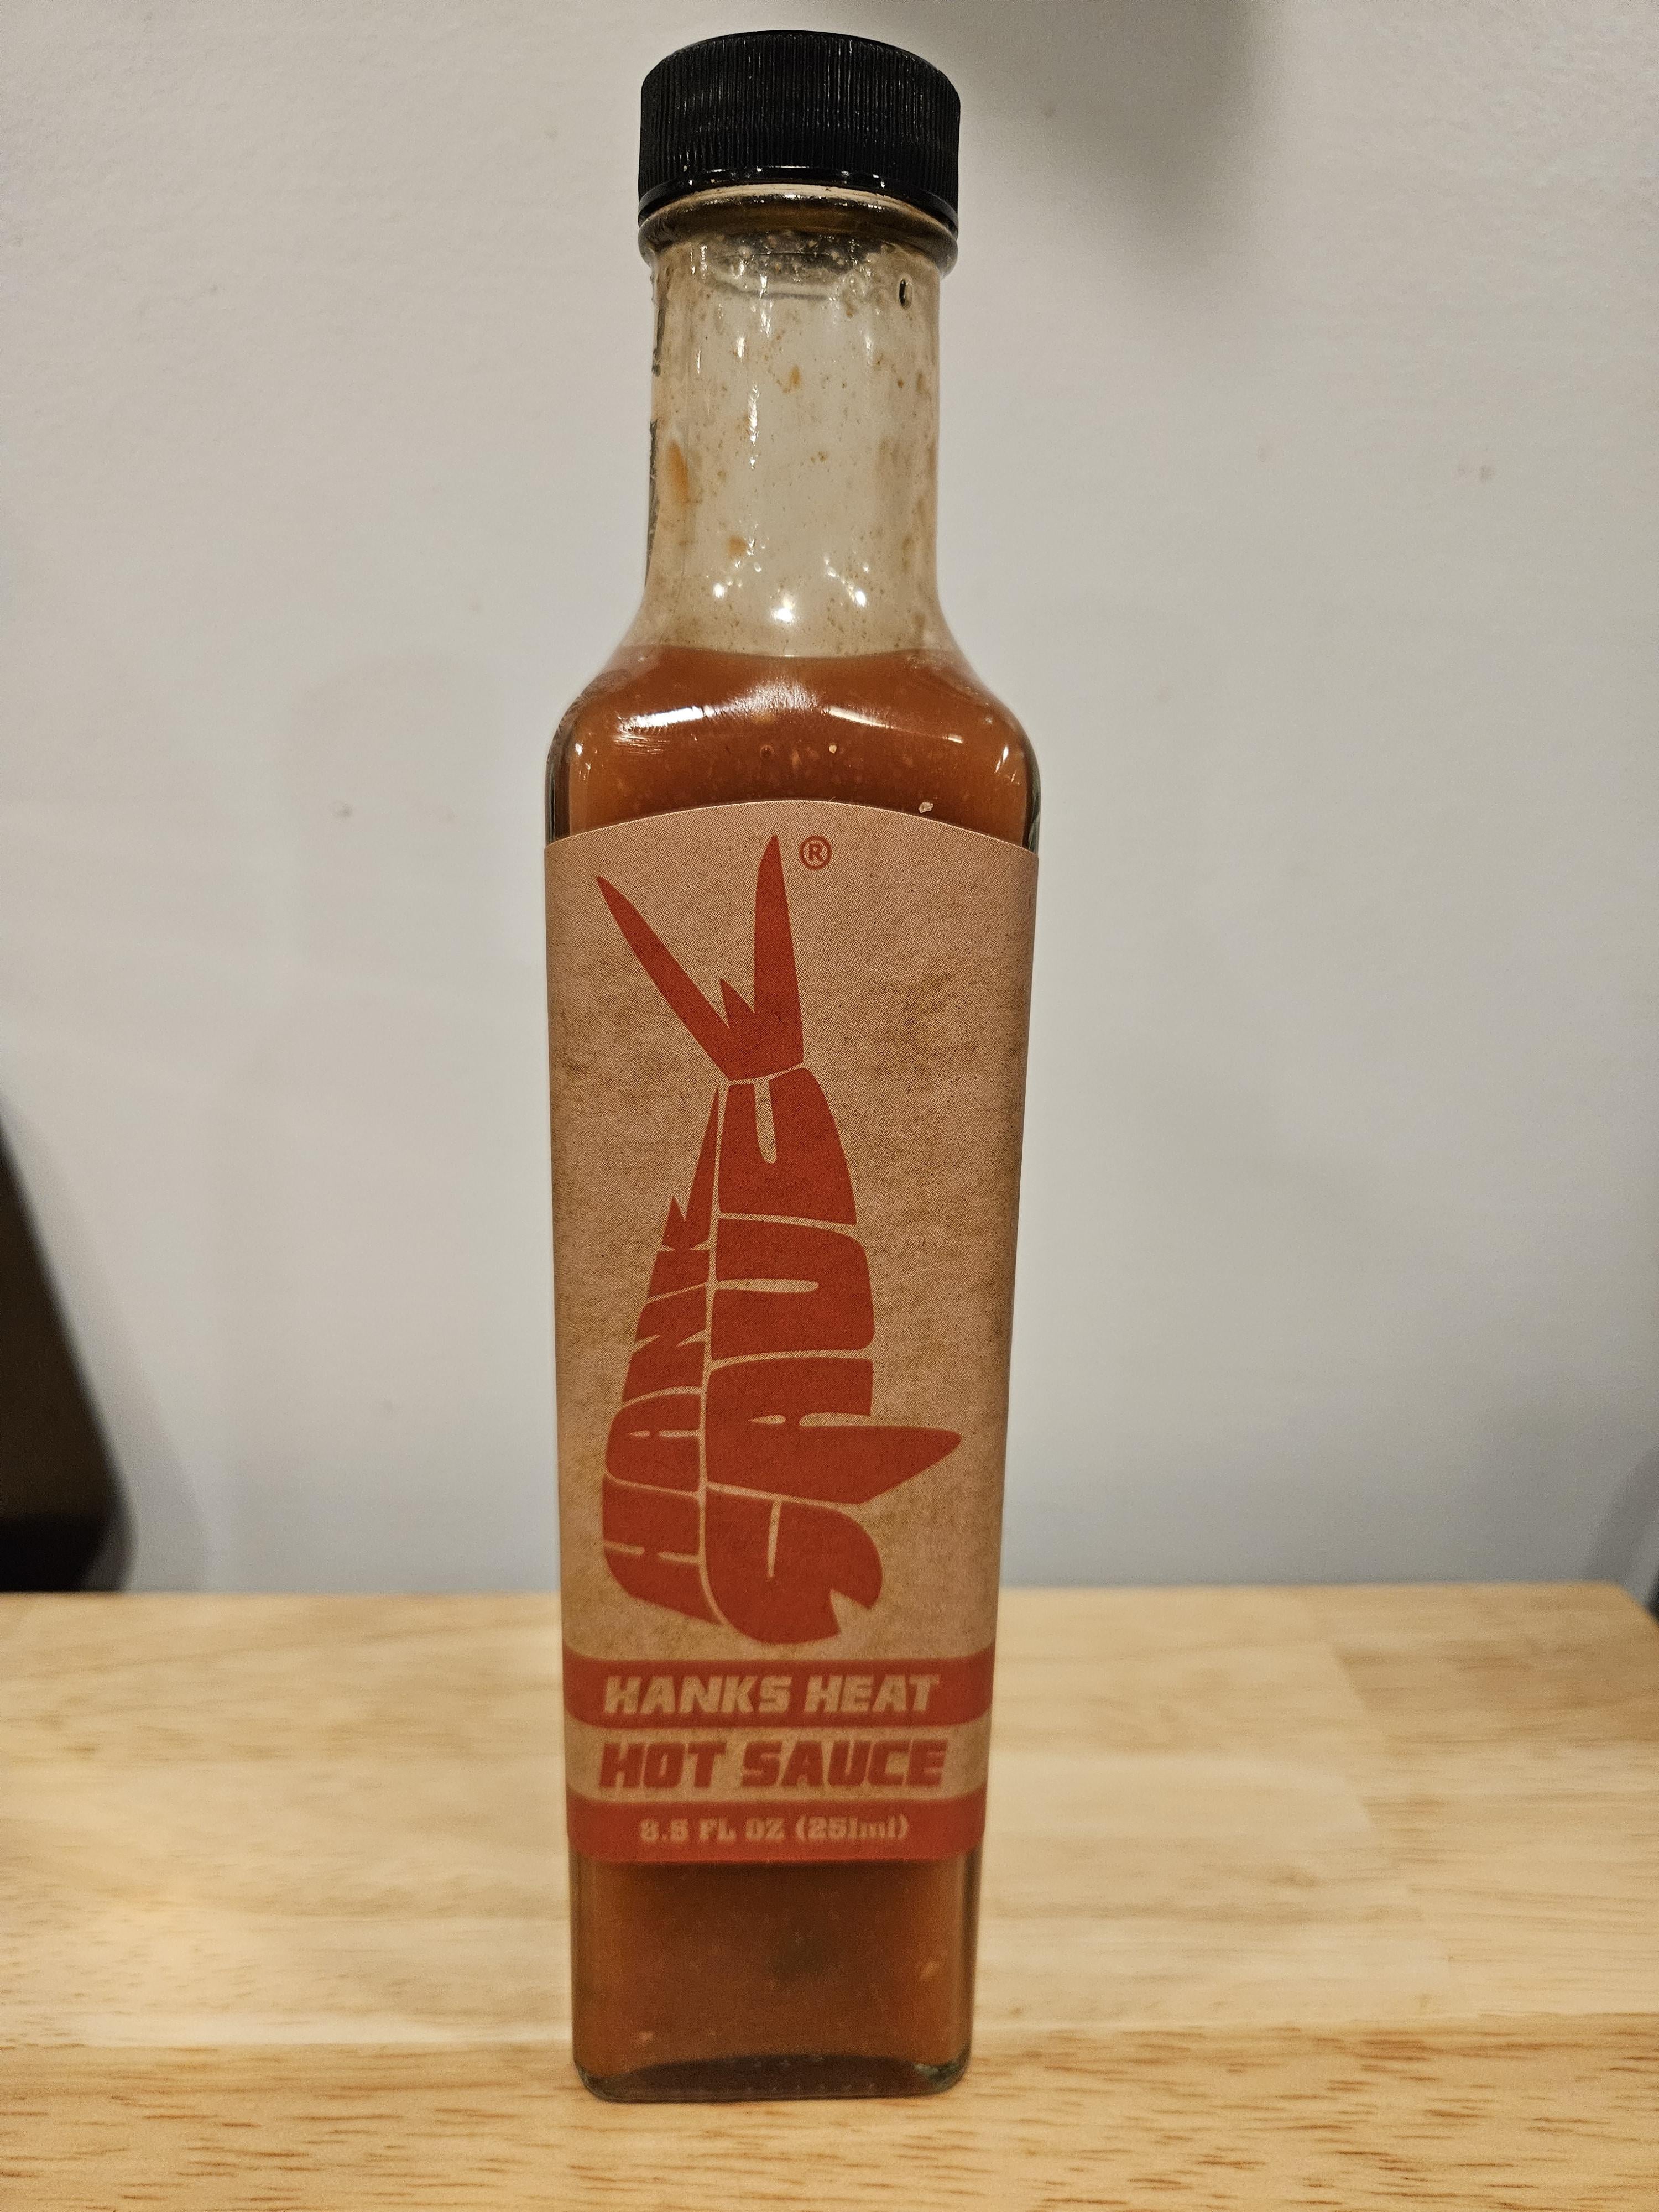 ®
HANK
SAUCE
HANKS HEAT
HOT SAUCE
8.5 FL OZ (251ml)